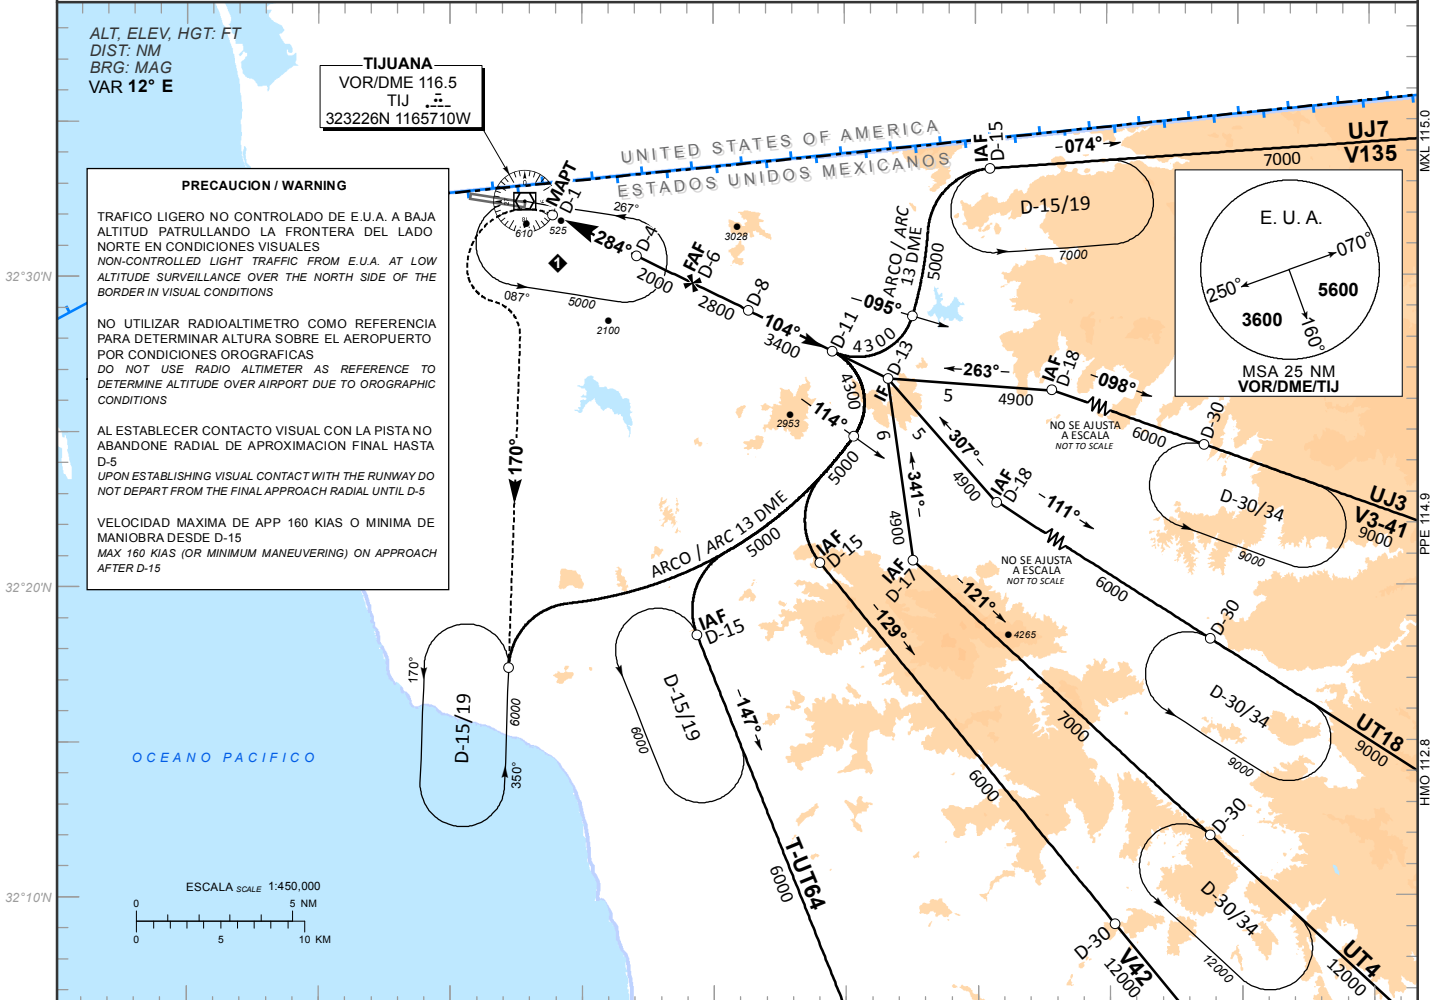 ALT, ELEV, HGT: FT
DIST: NM
BRG: MAG
VAR 12° E
TIJUANA
VOR/DME 116.5
TIJ
323226N 1165710W
PRECAUCION / WARNING
TRAFICO LIGERO NO CONTROLADO DE E.U.A. A BAJA
ALTITUD PATRULLANDO LA FRONTERA DEL LADO
NORTE EN CONDICIONES VISUALES
NON-CONTROLLED LIGHT TRAFFIC FROM E.U.A. AT LOW
ALTITUDE SURVEILLANCE OVER THE NORTH SIDE OF THE
BORDER IN VISUAL CONDITIONS
NO UTILIZAR RADIOALTIMETRO COMO REFERENCIA
PARA DETERMINAR ALTURA SOBRE EL AEROPUERTO
POR CONDICIONES OROGRAFICAS
DO NOT USE RADIO ALTIMETER AS REFERENCE TO
DETERMINE ALTITUDE OVER AIRPORT DUE TO OROGRAPHIC
CONDITIONS
AL ESTABLECER CONTACTO VISUAL CON LA PISTA NO
ABANDONE RADIAL DE APROXIMACION FINAL HASTA
D-5
UPON ESTABLISHING VISUAL CONTACT WITH THE RUNWAY DO
NOT DEPART FROM THE FINAL APPROACH RADIAL UNTIL D-5
VELOCIDAD MAXIMA DE APP 160 KIAS O MINIMA DE
MANIOBRA DESDE D-15
MAX 160 KIAS (OR MINIMUM MANEUVERING) ON APPROACH
AFTER D-15
UNITED STATES OF AMERICA
ESTADOS UNIDOS MEXICANOS
IAF
D-15
074°
7000
UJ7
V135
MXL 115.0
D-15/19
7000
E. U. A.
070°
250°
160°
5600
3600
MSA 25 NM
VOR/DME/TIJ
MAPT
D-1
267°
610
525
284°
D-4
1
087°
5000
2000
2100
3028
FAF
D-6
2800
D-8
104°
3400
D-11
4300
ARCO / ARC
13 DME
5000
095°
IF
D-13
263°
5
4900
IAF
D-18
098°
NO SE AJUSTA
A ESCALA
NOT TO SCALE
6000
D-30
UJ3
V3-41
9000
PPE 114.9
D-30/34
9000
2953
4300
114°
5000
6
341°
4900
5
307°
4900
IAF
D-18
111°
NO SE AJUSTA
A ESCALA
NOT TO SCALE
6000
D-30
UT18
9000
HMO 112.8
D-30/34
9000
170°
ARCO / ARC 13 DME
5000
IAF
D-15
129°
6000
D-30
V42
12000
IAF
D-17
121°
4265
7000
D-30
UT4
12000
D-30/34
12000
IAF
D-15
147°
D-15/19
6000
T-UT64
6000
170°
D-15/19
6000
350°
OCEANO PACIFICO
ESCALA SCALE 1:450,000
0 5 NM
0 5 10 KM
32°30'N
32°20'N
32°10'N